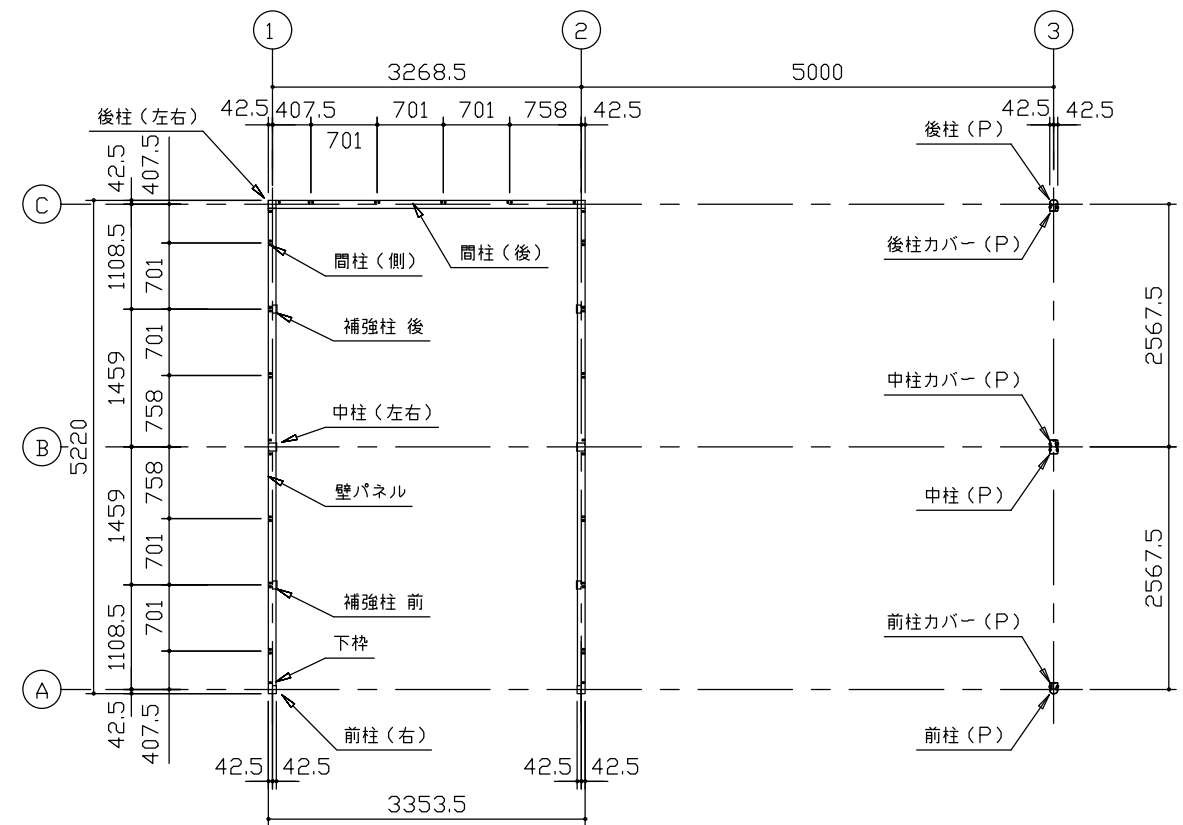 1
2
3
3268.5
5000
42.5
407.5
701
701
758
42.5
42.5
42.5
701
後柱（左右）
後柱（P）
42.5
407.5
C
間柱（側）
間柱（後）
後柱カバー（P）
1108.5
701
補強柱 後
2567.5
1459
701
758
中柱（左右）
中柱カバー（P）
B
5220
壁パネル
中柱（P）
1459
758
701
2567.5
補強柱 前
前柱カバー（P）
1108.5
701
下枠
A
42.5
407.5
前柱（右）
前柱（P）
42.5
42.5
42.5
42.5
3353.5